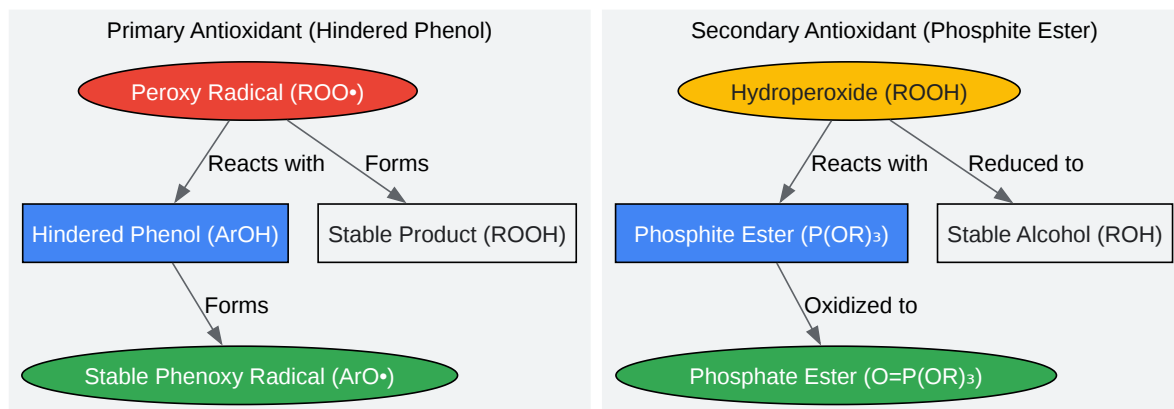 Primary Antioxidant (Hindered Phenol)
Peroxy Radical (ROO•)
Reacts with
Forms
Hindered Phenol (ArOH)
Stable Product (ROOH)
Forms
Stable Phenoxy Radical (ArO•)
Secondary Antioxidant (Phosphite Ester)
Hydroperoxide (ROOH)
Reacts with
Reduced to
Phosphite Ester (P(OR)₃)
Stable Alcohol (ROH)
Oxidized to
Phosphate Ester (O=P(OR)₃)